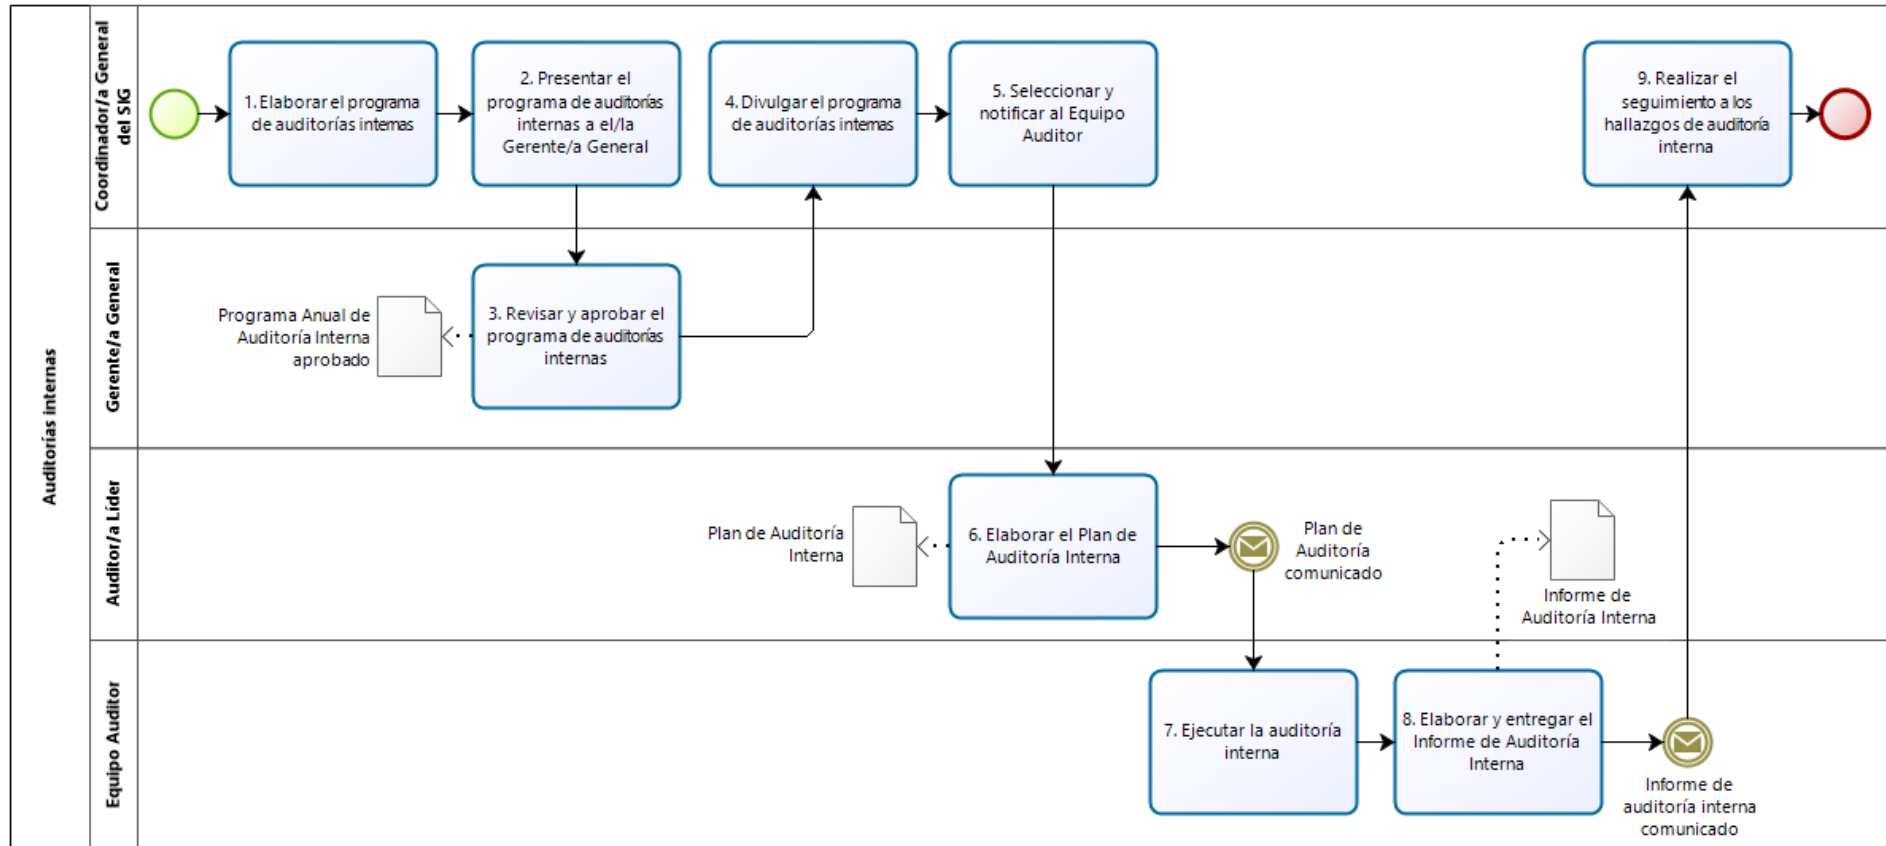 Auditorías internas
Coordinador/a General
del SIG
1. Elaborar el programa
de auditorías internas
2. Presentar el
programa de auditorías
internas a el/la
Gerente/a General
4. Divulgar el programa
de auditorías internas
5. Seleccionar y
notificar al Equipo
Auditor
9. Realizar el
seguimiento a los
hallazgos de auditoría
interna
Gerente/a General
Programa Anual de
Auditoría Interna
aprobado
3. Revisar y aprobar el
programa de auditorías
internas
Auditor/a Líder
Plan de Auditoría
Interna
6. Elaborar el Plan de
Auditoría Interna
Plan de
Auditoría
comunicado
Informe de
Auditoría Interna
Equipo Auditor
7. Ejecutar la auditoría
interna
8. Elaborar y entregar el
Informe de Auditoría
Interna
Informe de
auditoría interna
comunicado